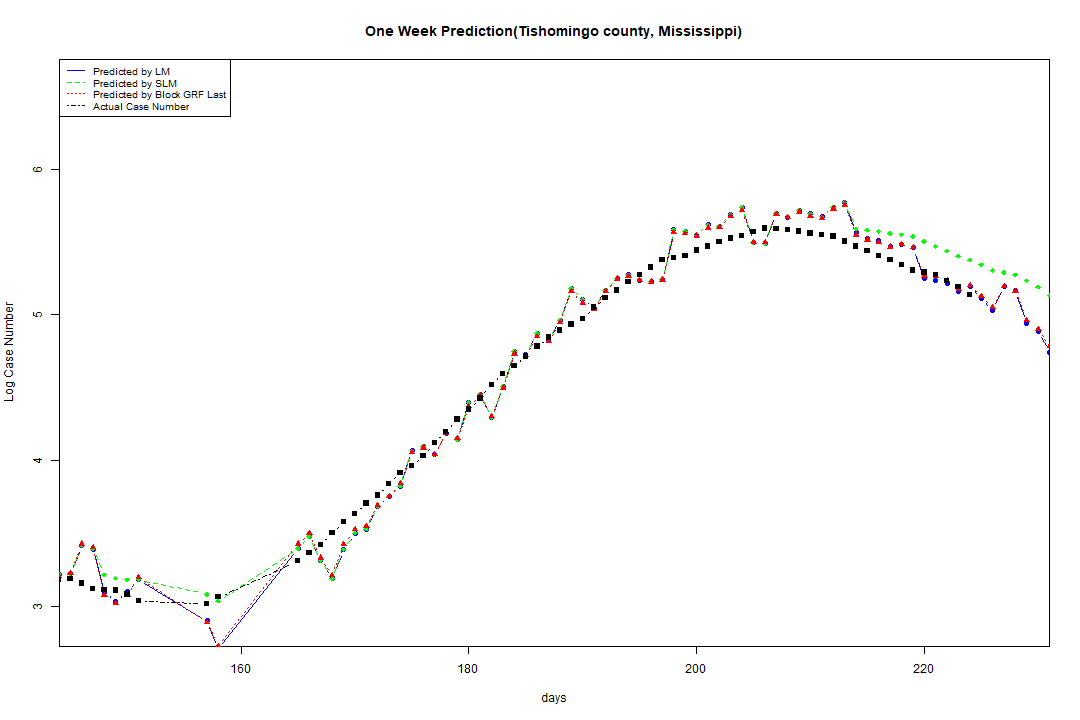 One Week Prediction(Tishomingo county, Mississippi)
Predicted by LM
Predicted by SLM
Predicted by Block GRF Last
Actual Case Number
6
5
4
3
Log Case Number
160 180 200 220
days